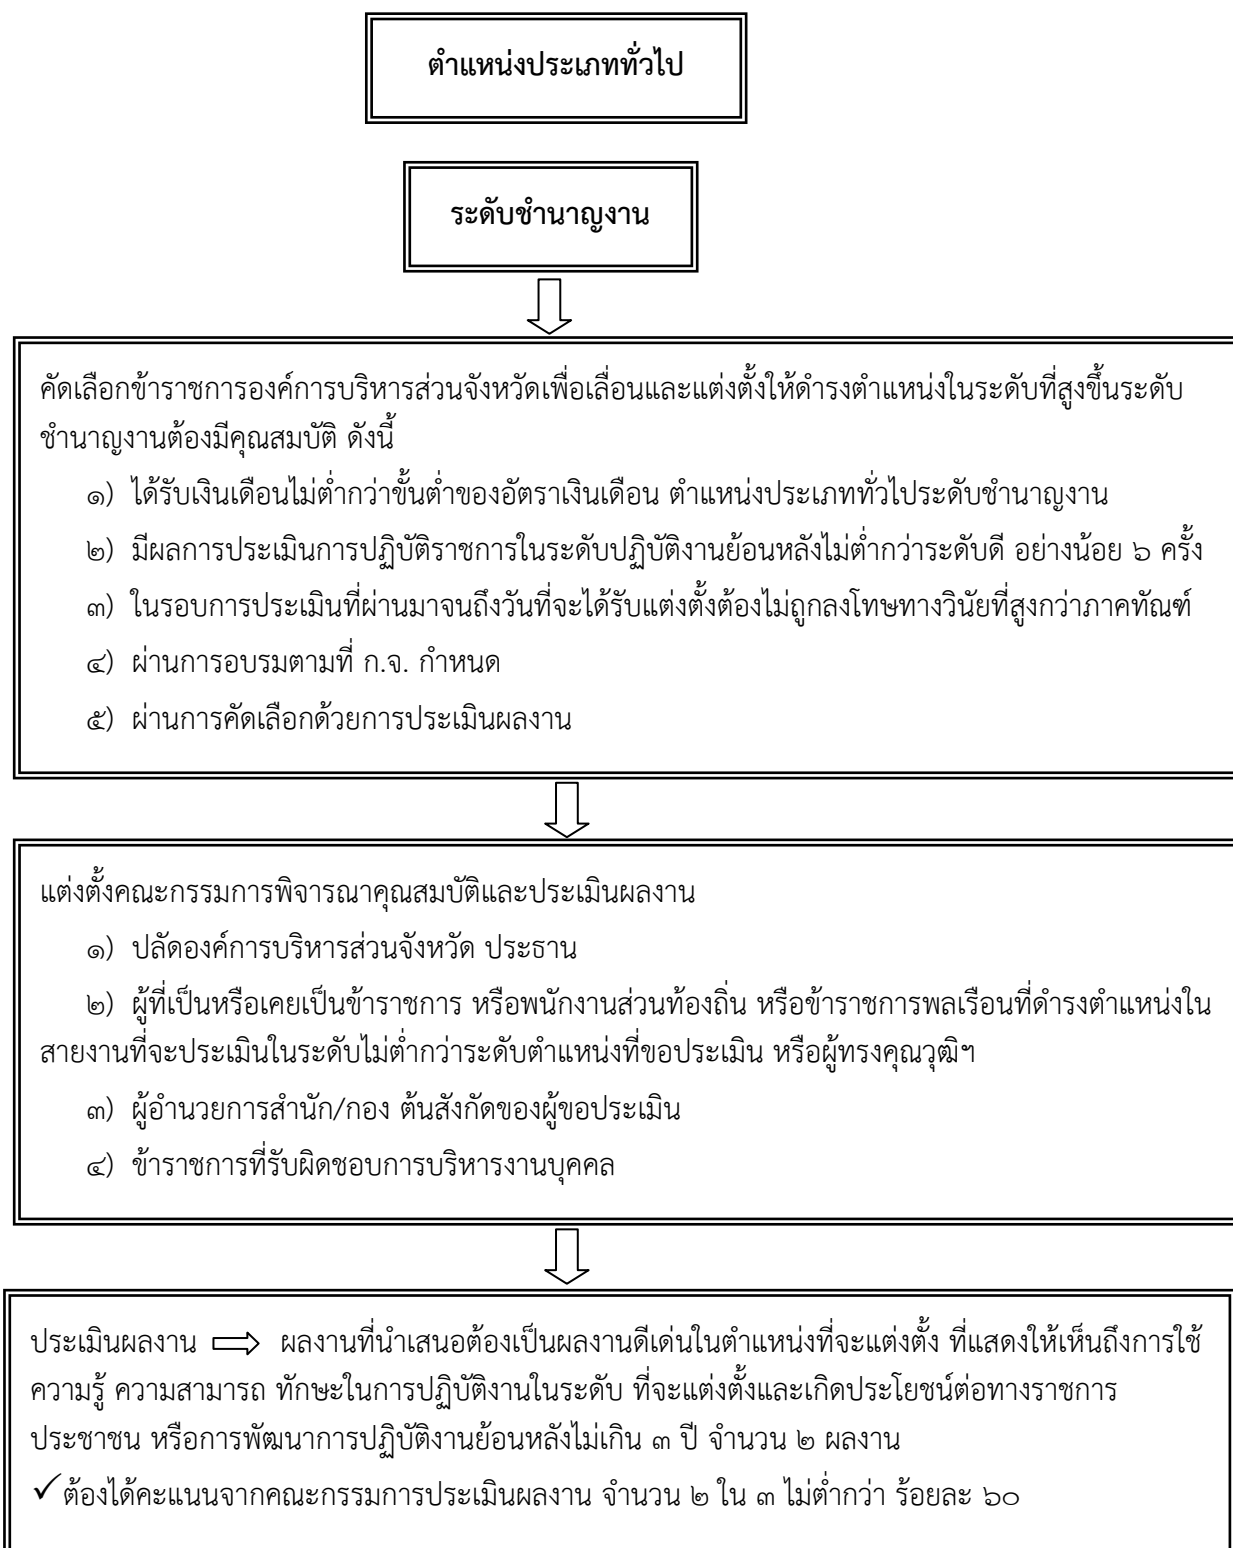 ตำแหน่งประเภททั่วไป
ระดับชำนาญงาน
คัดเลือกข้าราชการองค์การบริหารส่วนจังหวัดเพื่อเลื่อนและแต่งตั้งให้ดำรงตำแหน่งในระดับที่สูงขึ้นระดับ
ชำนาญงานต้องมีคุณสมบัติ ดังนี้
๑) ได้รับเงินเดือนไม่ต่ำกว่าขั้นต่ำของอัตราเงินเดือน ตำแหน่งประเภททั่วไประดับชำนาญงาน
๒) มีผลการประเมินการปฏิบัติราชการในระดับปฏิบัติงานย้อนหลังไม่ต่ำกว่าระดับดี อย่างน้อย ๖ ครั้ง
๓) ในรอบการประเมินที่ผ่านมาจนถึงวันที่จะได้รับแต่งตั้งต้องไม่ถูกลงโทษทางวินัยที่สูงกว่าภาคทัณฑ์
๔) ผ่านการอบรมตามที่ ก.จ. กำหนด
๕) ผ่านการคัดเลือกด้วยการประเมินผลงาน
แต่งตั้งคณะกรรมการพิจารณาคุณสมบัติและประเมินผลงาน
๑) ปลัดองค์การบริหารส่วนจังหวัด ประธาน
๒) ผู้ที่เป็นหรือเคยเป็นข้าราชการ หรือพนักงานส่วนท้องถิ่น หรือข้าราชการพลเรือนที่ดำรงตำแหน่งใน
สายงานที่จะประเมินในระดับไม่ต่ำกว่าระดับตำแหน่งที่ขอประเมิน หรือผู้ทรงคุณวุฒิฯ
๓) ผู้อำนวยการสำนัก/กอง ต้นสังกัดของผู้ขอประเมิน
๔) ข้าราชการที่รับผิดชอบการบริหารงานบุคคล
ประเมินผลงาน ⇨ ผลงานที่นำเสนอต้องเป็นผลงานดีเด่นในตำแหน่งที่จะแต่งตั้ง ที่แสดงให้เห็นถึงการใช้
ความรู้ ความสามารถ ทักษะในการปฏิบัติงานในระดับ ที่จะแต่งตั้งและเกิดประโยชน์ต่อทางราชการ
ประชาชน หรือการพัฒนาการปฏิบัติงานย้อนหลังไม่เกิน ๓ ปี จำนวน ๒ ผลงาน
✓ต้องได้คะแนนจากคณะกรรมการประเมินผลงาน จำนวน ๒ ใน ๓ ไม่ต่ำกว่า ร้อยละ ๖๐